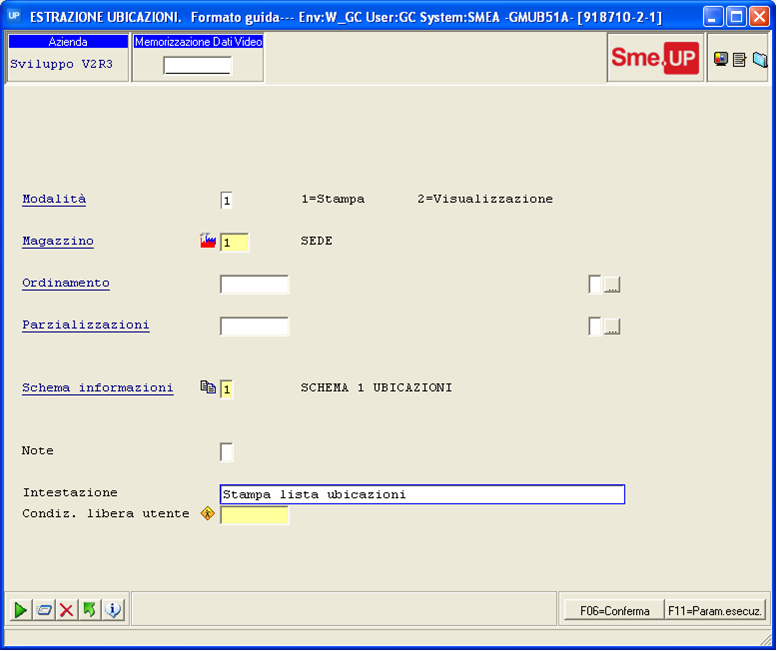 UP ESTRAZIONE UBICAZIONI. Formato guida--- Env:W_GC User:GC System:SMEA -GMUB51A- [918710-2-1]
Azienda Memorizzazione Dati Video
Sviluppo V2R3
Sme.UP
Modalità 1 1=Stampa 2=Visualizzazione
Magazzino 1 SEDE
Ordinamento ...
Parzializzazioni ...
Schema informazioni 1 SCHEMA 1 UBICAZIONI
Note
Intestazione Stampa lista ubicazioni
Condiz. libera utente
F06=Conferma F11=Param.esecuz.